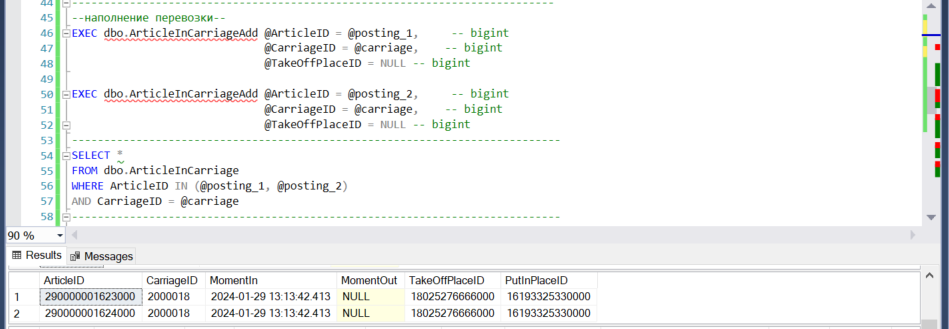 44 --------------------------------------------------------------------------
45 --наполнение перевозки--
46 EXEC dbo.ArticleInCarriageAdd @ArticleID = @posting_1, -- bigint
47 @CarriageID = @carriage, -- bigint
48 @TakeOffPlaceID = NULL -- bigint
49
50 EXEC dbo.ArticleInCarriageAdd @ArticleID = @posting_2, -- bigint
51 @CarriageID = @carriage, -- bigint
52 @TakeOffPlaceID = NULL -- bigint
53 --------------------------------------------------------------------------
54 SELECT *
55 FROM dbo.ArticleInCarriage
56 WHERE ArticleID IN (@posting_1, @posting_2)
57 AND CarriageID = @carriage
58 --------------------------------------------------------------------------
90 %
Results Messages
ArticleID CarriageID MomentIn MomentOut TakeOffPlaceID PutInPlaceID
1 290000001623000 2000018 2024-01-29 13:13:42.413 NULL 18025276666000 16193325330000
2 290000001624000 2000018 2024-01-29 13:13:42.413 NULL 18025276666000 16193325330000